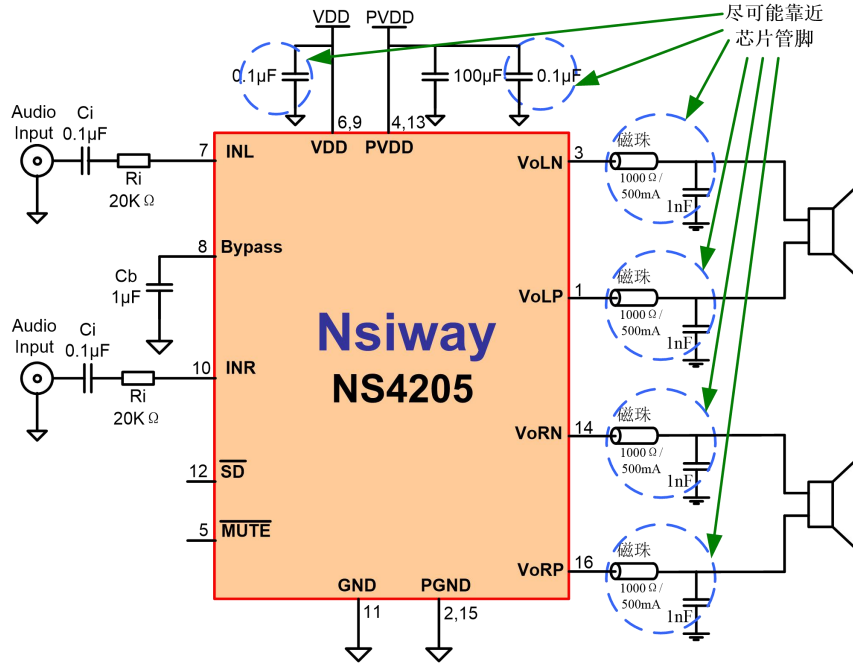 VDD
PVDD
尽可能靠近
芯片管脚
0.1μF
100μF
0.1μF
Audio
Input
Ci
0.1μF
Ri
20KΩ
7
INL
6,9
VDD
4,13
PVDD
3
VoLN
磁珠
1000Ω/
500mA
1nF
8
Bypass
Cb
1μF
1
VoLP
磁珠
1000Ω/
500mA
1nF
Nsiway
NS4205
Audio
Input
Ci
0.1μF
Ri
20KΩ
10
INR
14
VoRN
磁珠
1000Ω/
500mA
1nF
12
SD
5
MUTE
16
VoRP
磁珠
1000Ω/
500mA
1nF
GND
11
PGND
2,15